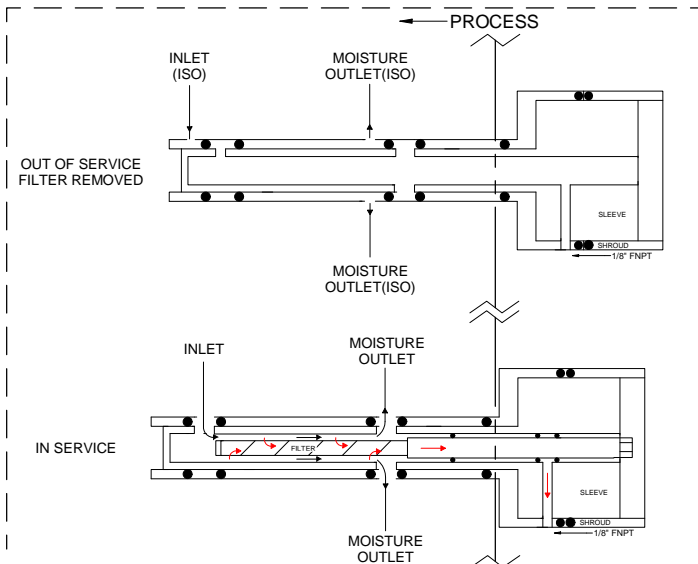 PROCESS
INLET
(ISO)
MOISTURE
OUTLET(ISO)
OUT OF SERVICE
FILTER REMOVED
SLEEVE
SHROUD
1/8" FNPT
MOISTURE
OUTLET(ISO)
MOISTURE
OUTLET
INLET
IN SERVICE
FILTER
SLEEVE
SHROUD
1/8" FNPT
MOISTURE
OUTLET